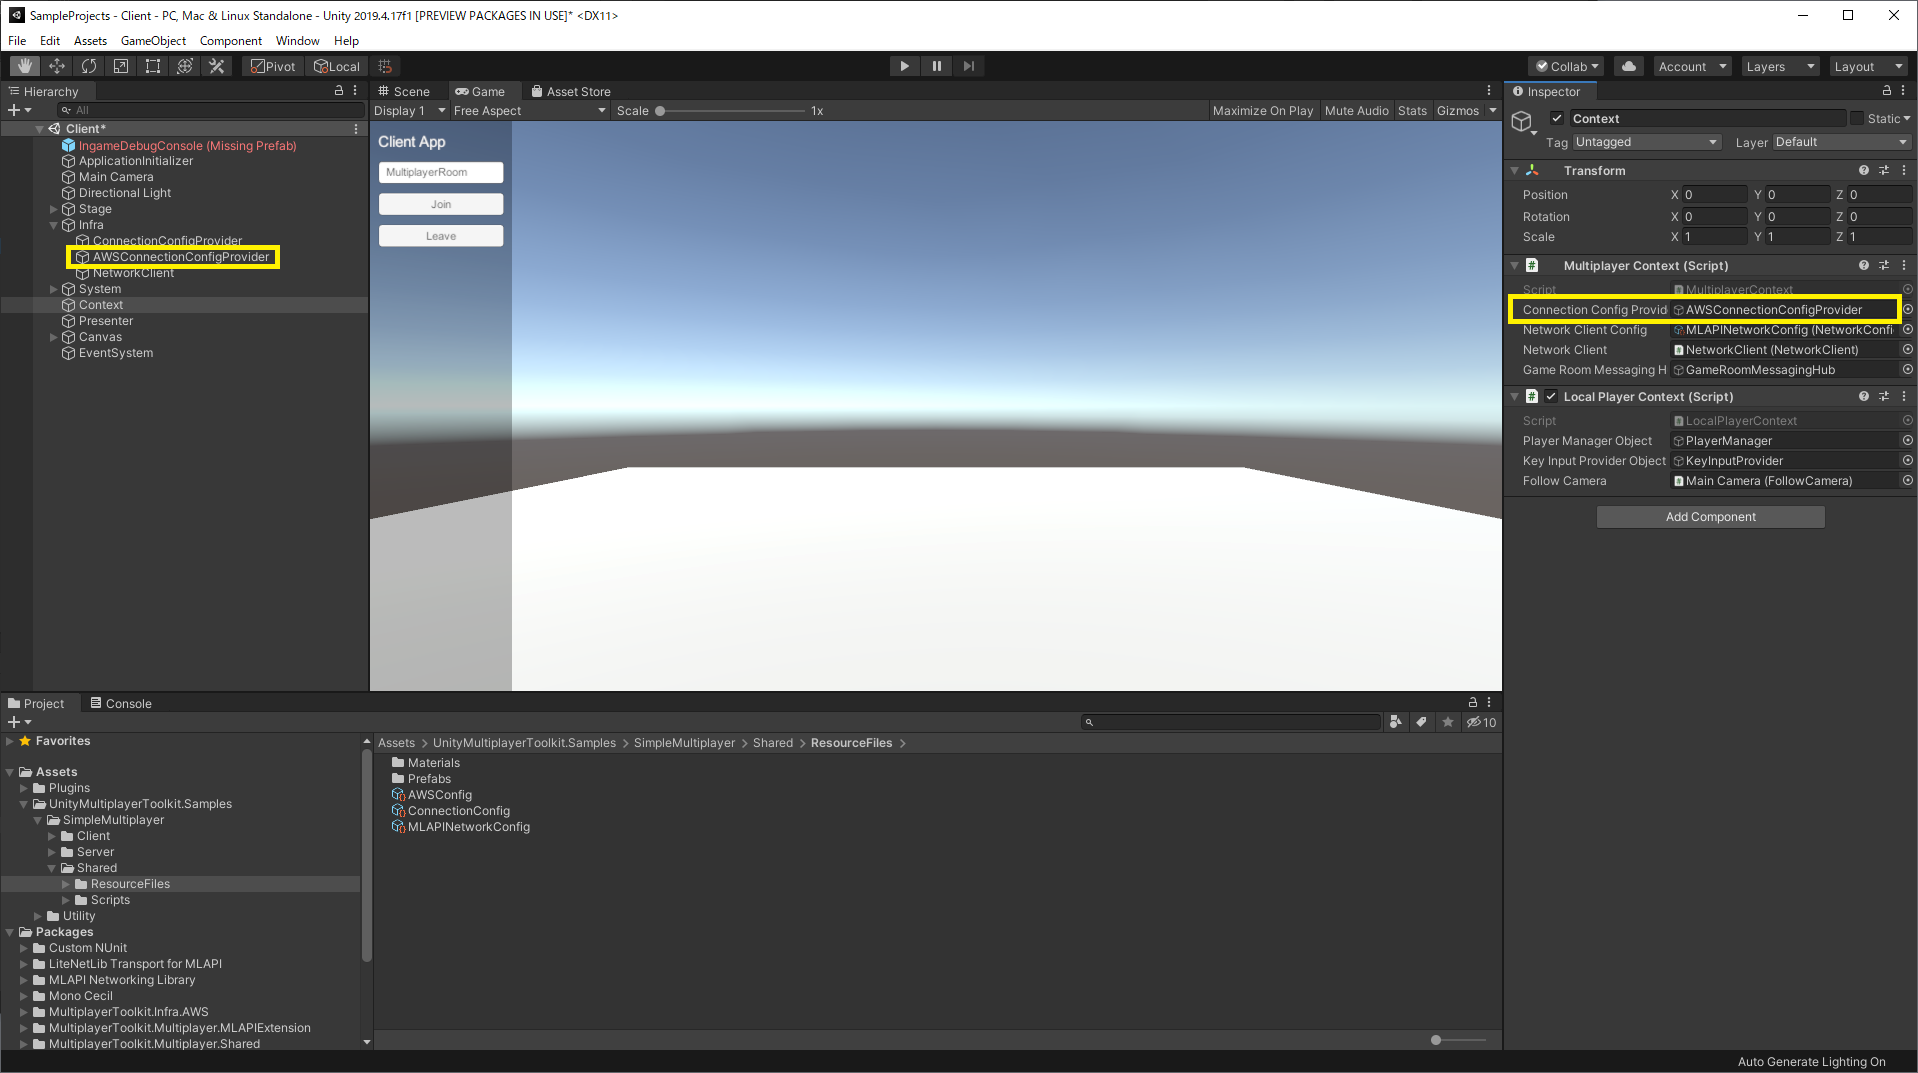 SampleProjects - Client - PC, Mac & Linux Standalone - Unity 2019.4.17f1 [PREVIEW PACKAGES IN USE]* <DX11>
File Edit Assets GameObject Component Window Help
Pivot Local
Collab Account Layers Layout
Hierarchy
All
Client*
IngameDebugConsole (Missing Prefab)
ApplicationInitializer
Main Camera
Directional Light
Stage
Infra
ConnectionConfigProvider
AWSConnectionConfigProvider
NetworkClient
System
Context
Presenter
Canvas
EventSystem
Scene Game Asset Store
Display 1 Free Aspect Scale 1x Maximize On Play Mute Audio Stats Gizmos
Client App
MultiplayerRoom
Join
Leave
Inspector
Context Static
Tag Untagged Layer Default
Transform
Position X 0 Y 0 Z 0
Rotation X 0 Y 0 Z 0
Scale X 1 Y 1 Z 1
# Multiplayer Context (Script)
Script MultiplayerContext
Connection Config Provid AWSConnectionConfigProvider
Network Client Config MLAPINetworkConfig (NetworkConfi
Network Client NetworkClient (NetworkClient)
Game Room Messaging H GameRoomMessagingHub
# Local Player Context (Script)
Script LocalPlayerContext
Player Manager Object PlayerManager
Key Input Provider Object KeyInputProvider
Follow Camera Main Camera (FollowCamera)
Add Component
Project Console
10
Favorites
Assets
Plugins
UnityMultiplayerToolkit.Samples
SimpleMultiplayer
Client
Server
Shared
ResourceFiles
Scripts
Utility
Packages
Custom NUnit
LiteNetLib Transport for MLAPI
MLAPI Networking Library
Mono Cecil
MultiplayerToolkit.Infra.AWS
MultiplayerToolkit.Multiplayer.MLAPIExtension
MultiplayerToolkit.Multiplayer.Shared
Assets > UnityMultiplayerToolkit.Samples > SimpleMultiplayer > Shared > ResourceFiles >
Materials
Prefabs
AWSConfig
ConnectionConfig
MLAPINetworkConfig
Auto Generate Lighting On